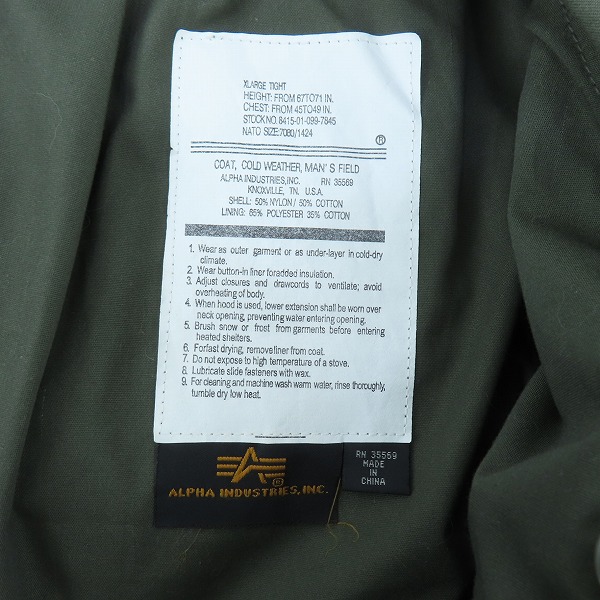 XLARGE TIGHT
HEIGHT: FROM 67TO71 IN.
CHEST: FROM 45TO49 IN.
STOCK NO. 8415-01-099-7845
NATO SIZE: 7080/1424
®
COAT, COLD WEATHER, MAN' S FIELD
ALPHA INDUSTRIES,INC. RN 35569
KNOXVILLE, TN. U.S.A.
SHELL: 50% NYLON / 50% COTTON
LINING: 65% POLYESTER 35% COTTON
1. Wear as outer garment or as under-layer in cold-dry
climate.
2. Wear button-in liner foradded insulation.
3. Adjust closures and drawcords to ventilate; avoid
overheating of body.
4. When hood is used, lower extension shall be worn over
neck opening, preventing water entering opening.
5. Brush snow or frost from garments before entering
heated shelters.
6. Forfast drying, remove liner from coat.
7. Do not expose to high temperature of a stove.
8. Lubricate slide fasteners with wax.
9. For cleaning and machine wash warm water, rinse thoroughly,
tumble dry low heat.
ALPHA INDUSTRIES, INC.
RN 35569
MADE
IN
CHINA